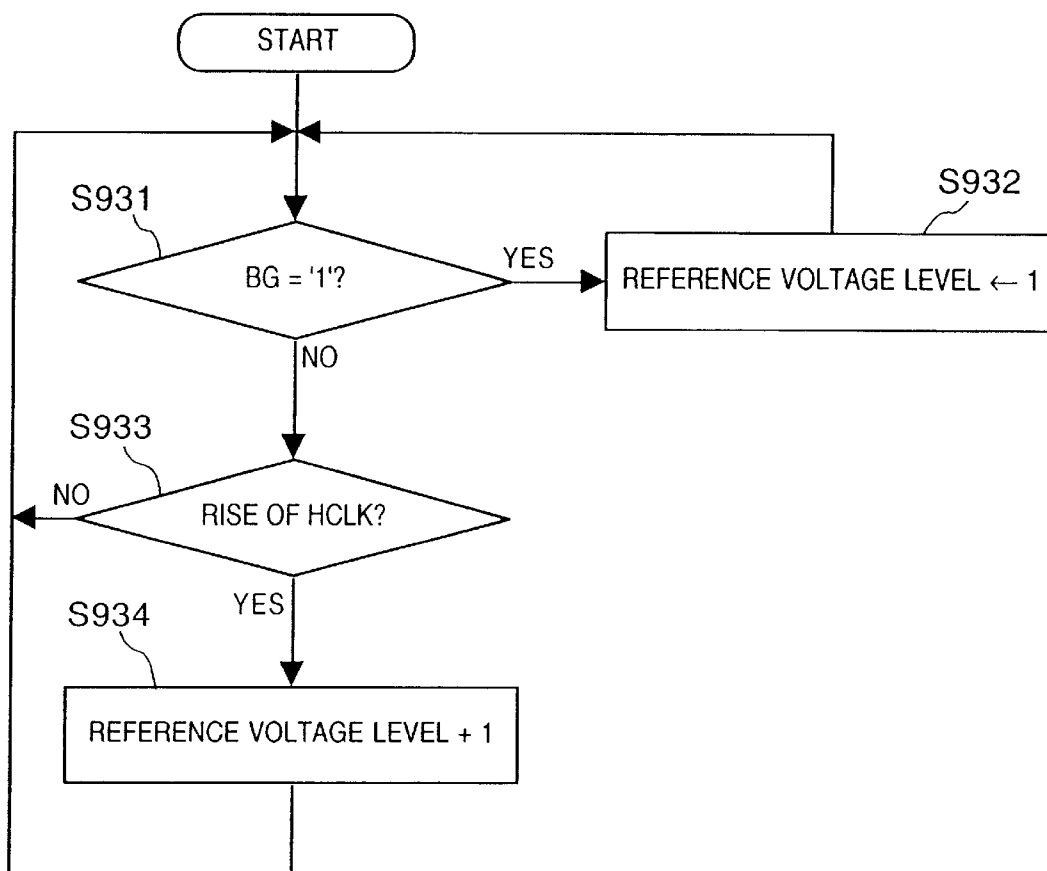 START
S931
S932
BG = '1'?
YES
REFERENCE VOLTAGE LEVEL ← 1
NO
S933
NO
RISE OF HCLK?
YES
S934
REFERENCE VOLTAGE LEVEL + 1